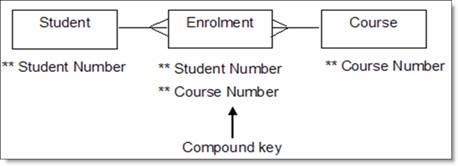 Student Enrolment Course
** Student Number ** Student Number ** Course Number
** Course Number
Compound key